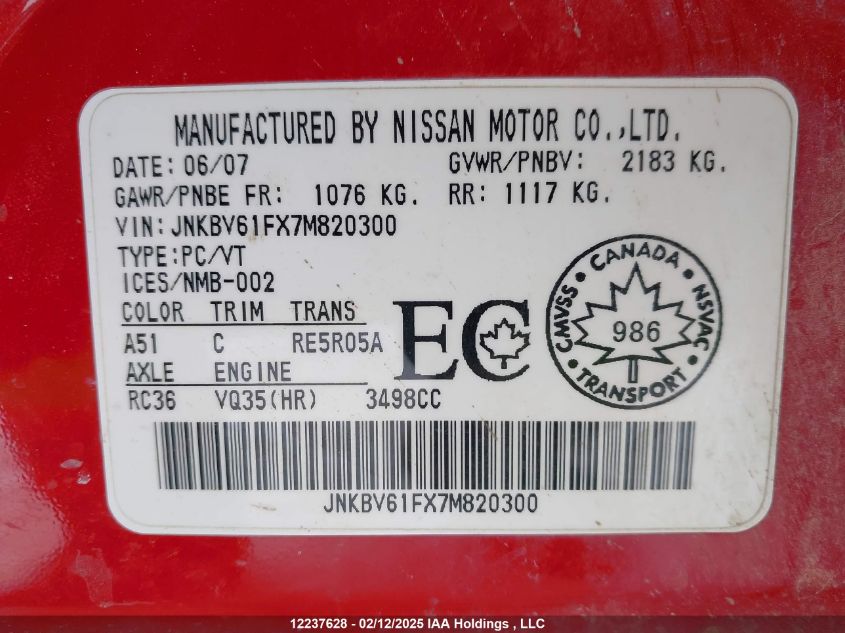 MANUFACTURED BY NISSAN MOTOR CO.,LTD.
DATE: 06/07 GVWR/PNBV: 2183 KG.
GAWR/PNBE FR: 1076 KG. RR: 1117 KG.
VIN: JNKBV61FX7M820300
TYPE:PC/VT
ICES/NMB-002
COLOR TRIM TRANS
A51 C RE5R05A
AXLE ENGINE
RC36 VQ35(HR) 3498CC
EC
CANADA
CMVSS 986 NSVAC
TRANSPORT
JNKBV61FX7M820300
12237628 - 02/12/2025 IAA Holdings , LLC